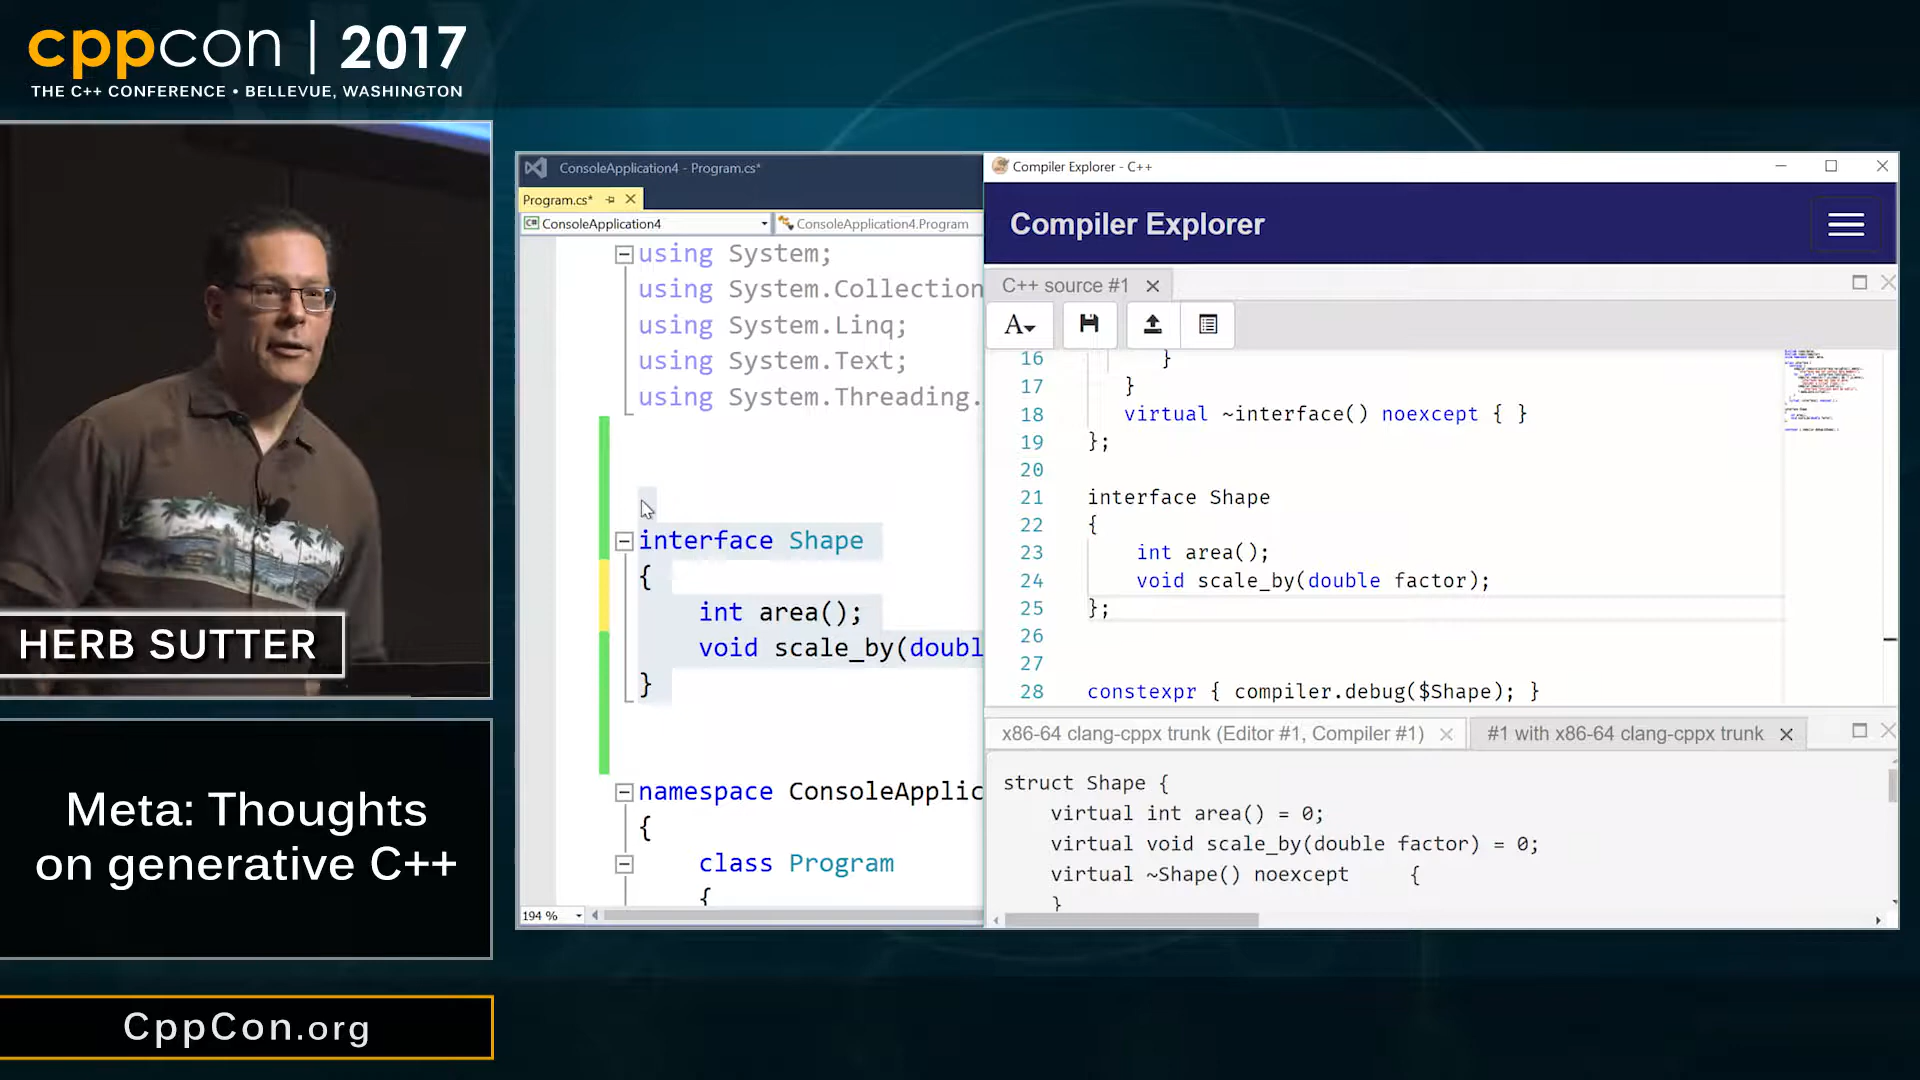 cppcon | 2017
THE C++ CONFERENCE • BELLEVUE, WASHINGTON
HERB SUTTER
Meta: Thoughts
on generative C++
CppCon.org
ConsoleApplication4 - Program.cs*
Program.cs*
ConsoleApplication4
ConsoleApplication4.Program
using System;
using System.Collection
using System.Linq;
using System.Text;
using System.Threading.
interface Shape
{
int area();
void scale_by(doubl
}
namespace ConsoleApplic
{
class Program
{
194 %
Compiler Explorer - C++
Compiler Explorer
C++ source #1
A
16 }
17 }
18 virtual ~interface() noexcept { }
19 };
20
21 interface Shape
22 {
23 int area();
24 void scale_by(double factor);
25 };
26
27
28 constexpr { compiler.debug($Shape); }
x86-64 clang-cppx trunk (Editor #1, Compiler #1)
#1 with x86-64 clang-cppx trunk
struct Shape {
virtual int area() = 0;
virtual void scale_by(double factor) = 0;
virtual ~Shape() noexcept {
}